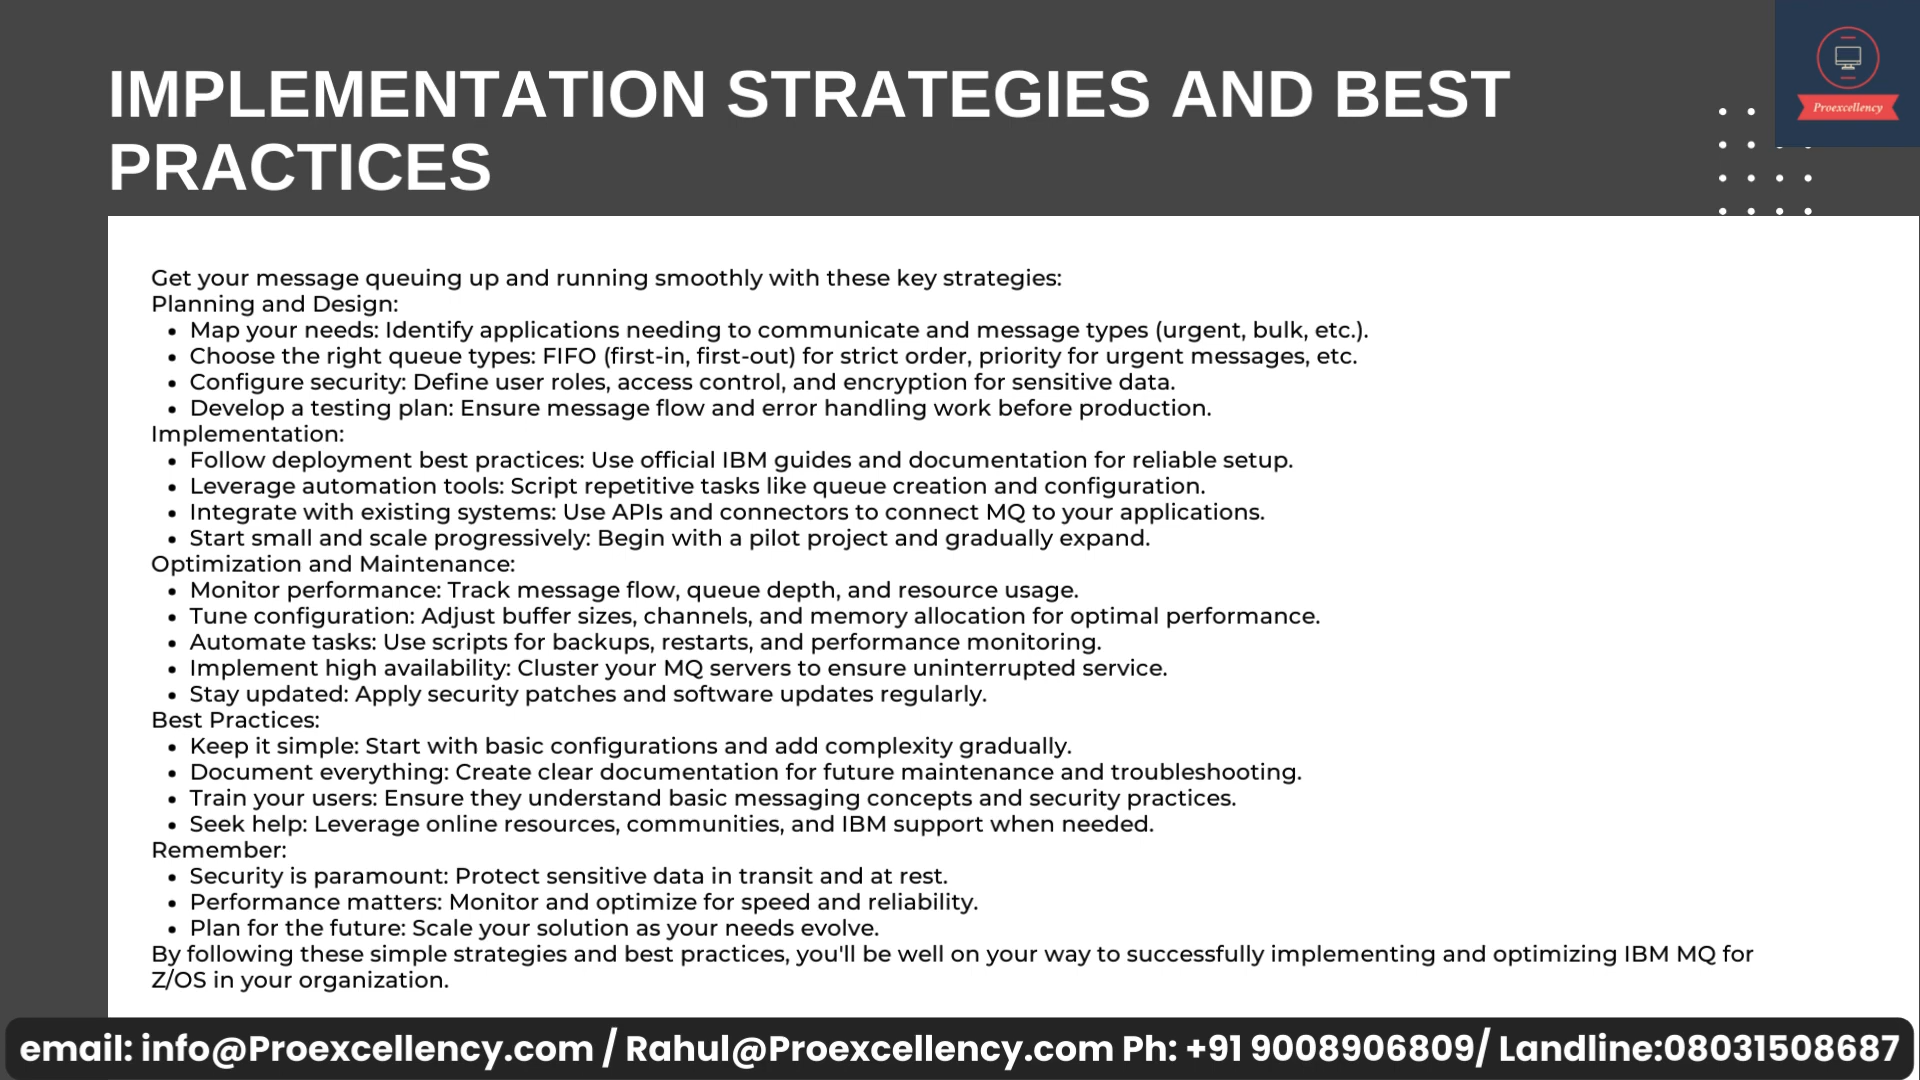 IMPLEMENTATION STRATEGIES AND BEST
PRACTICES
Proexcellency
Get your message queuing up and running smoothly with these key strategies:
Planning and Design:
• Map your needs: Identify applications needing to communicate and message types (urgent, bulk, etc.).
• Choose the right queue types: FIFO (first-in, first-out) for strict order, priority for urgent messages, etc.
• Configure security: Define user roles, access control, and encryption for sensitive data.
• Develop a testing plan: Ensure message flow and error handling work before production.
Implementation:
• Follow deployment best practices: Use official IBM guides and documentation for reliable setup.
• Leverage automation tools: Script repetitive tasks like queue creation and configuration.
• Integrate with existing systems: Use APIs and connectors to connect MQ to your applications.
• Start small and scale progressively: Begin with a pilot project and gradually expand.
Optimization and Maintenance:
• Monitor performance: Track message flow, queue depth, and resource usage.
• Tune configuration: Adjust buffer sizes, channels, and memory allocation for optimal performance.
• Automate tasks: Use scripts for backups, restarts, and performance monitoring.
• Implement high availability: Cluster your MQ servers to ensure uninterrupted service.
• Stay updated: Apply security patches and software updates regularly.
Best Practices:
• Keep it simple: Start with basic configurations and add complexity gradually.
• Document everything: Create clear documentation for future maintenance and troubleshooting.
• Train your users: Ensure they understand basic messaging concepts and security practices.
• Seek help: Leverage online resources, communities, and IBM support when needed.
Remember:
• Security is paramount: Protect sensitive data in transit and at rest.
• Performance matters: Monitor and optimize for speed and reliability.
• Plan for the future: Scale your solution as your needs evolve.
By following these simple strategies and best practices, you'll be well on your way to successfully implementing and optimizing IBM MQ for
Z/OS in your organization.
email: info@Proexcellency.com / Rahul@Proexcellency.com Ph: +91 9008906809/ Landline:08031508687